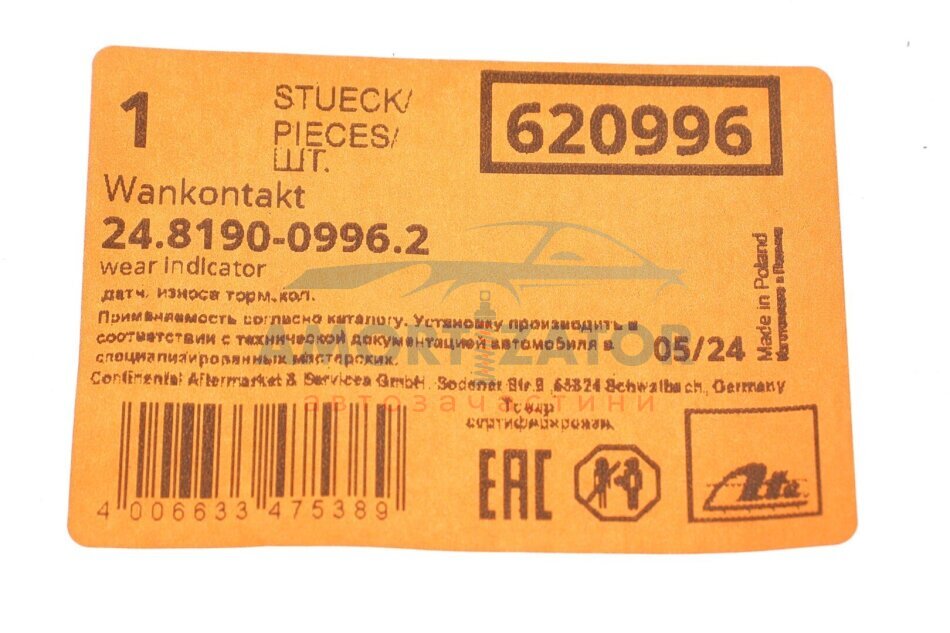 1
STUECK/
PIECES/
ШТ.
620996
Wankontakt
24.8190-0996.2
wear indicator
датч. износа торм.кол.
Применяемость согласно каталогу. Установку производить в
соответствии с технической документацией автомобиля в
специализированных мастерских.
05/24
Made in Poland
Изготовлено в Польше
Continental Aftermarket & Services GmbH. Sodener Str.9, 65824 Schwalbach, Germany
Товар
сертифицирован
4 006633 475389
EAC
Ate
AMORTIZATOR
автозапчастини